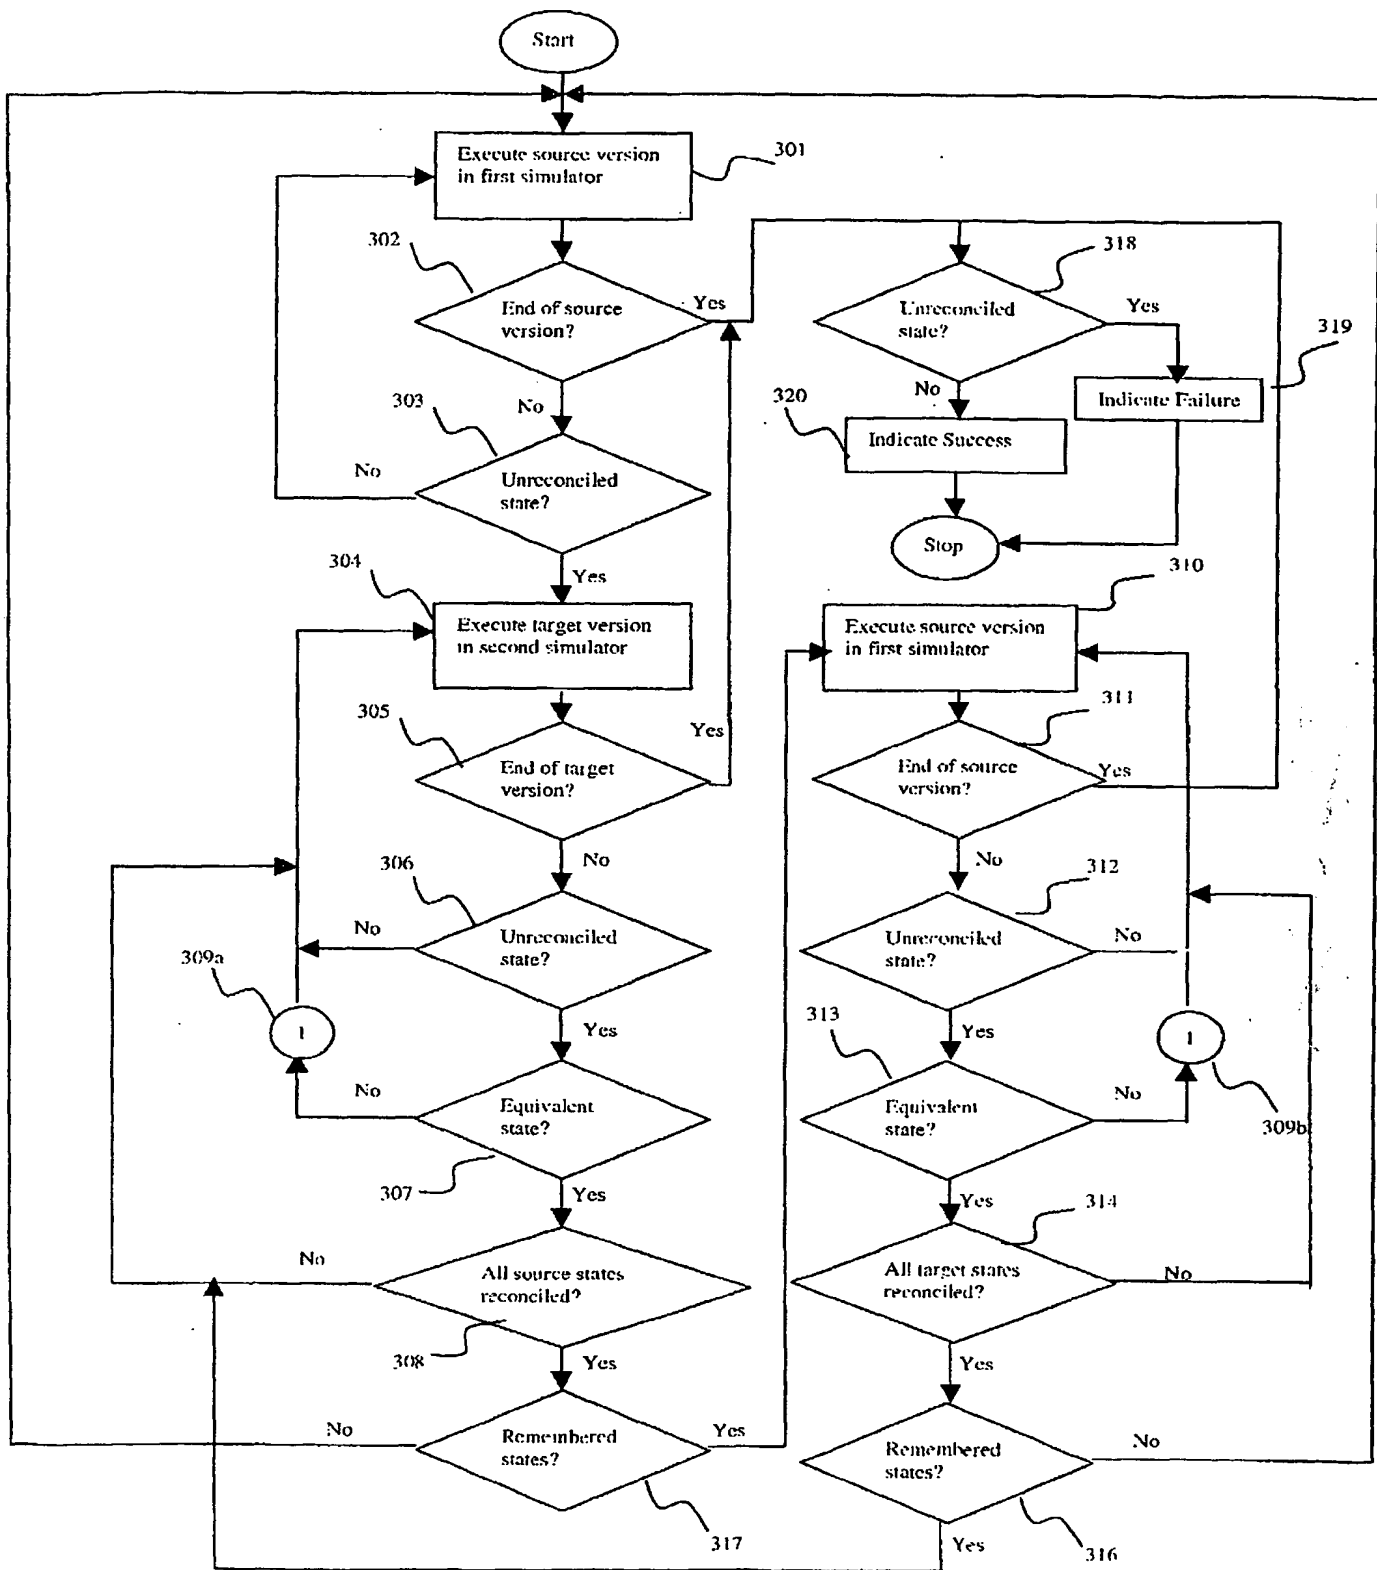 Start
Execute source version
in first simulator
301
302
End of source
version?
Yes
No
303
Unreconciled
state?
No
Yes
318
Unreconciled
state?
Yes
319
Indicate Failure
No
320
Indicate Success
Stop
304
Execute target version
in second simulator
305
End of target
version?
Yes
No
306
Unreconciled
state?
No
Yes
309a
1
Equivalent
state?
No
307
Yes
All source states
reconciled?
No
308
Yes
Remembered
states?
No
Yes
317
310
Execute source version
in first simulator
311
End of source
version?
Yes
No
312
Unreconciled
state?
No
Yes
313
1
309b
Equivalent
state?
No
Yes
314
All target states
reconciled?
No
Yes
Remembered
states?
No
316
Yes